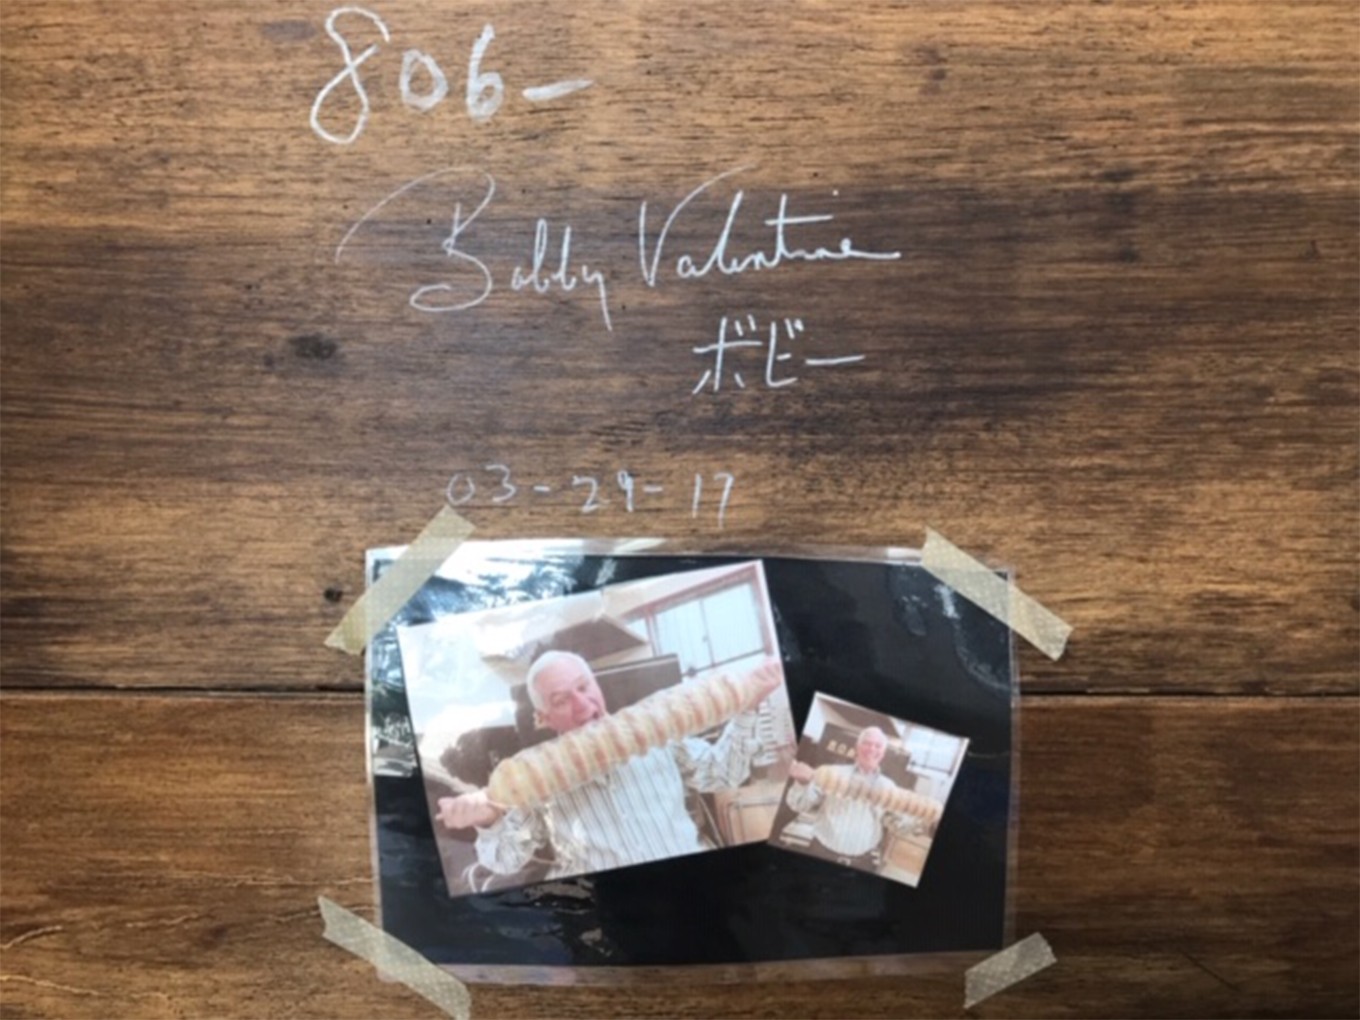 806-
Bobby Valentine
ボビー
03-29-17